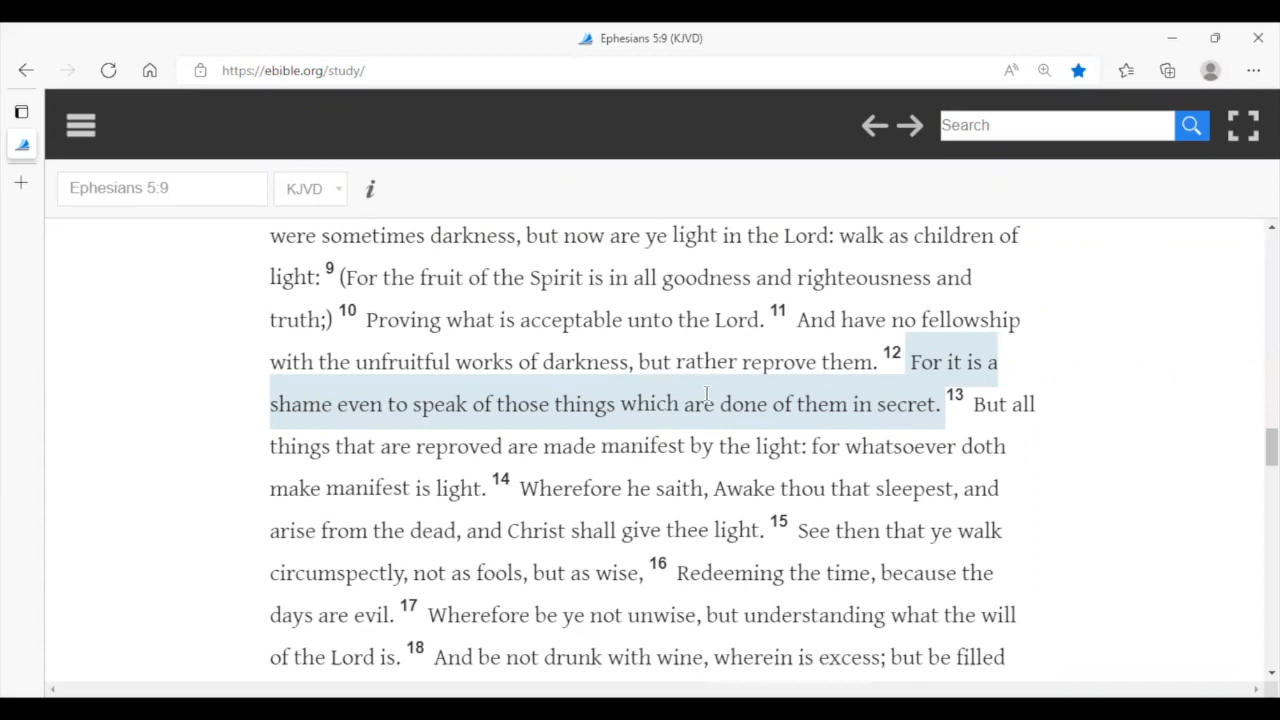 Ephesians 5:9 (KJVD)
https://ebible.org/study/
Search
Ephesians 5:9
KJVD
i
were sometimes darkness, but now are ye light in the Lord: walk as children of
light: 9 (For the fruit of the Spirit is in all goodness and righteousness and
truth;) 10 Proving what is acceptable unto the Lord. 11 And have no fellowship
with the unfruitful works of darkness, but rather reprove them. 12 For it is a
shame even to speak of those things which are done of them in secret. 13 But all
things that are reproved are made manifest by the light: for whatsoever doth
make manifest is light. 14 Wherefore he saith, Awake thou that sleepest, and
arise from the dead, and Christ shall give thee light. 15 See then that ye walk
circumspectly, not as fools, but as wise, 16 Redeeming the time, because the
days are evil. 17 Wherefore be ye not unwise, but understanding what the will
of the Lord is. 18 And be not drunk with wine, wherein is excess; but be filled